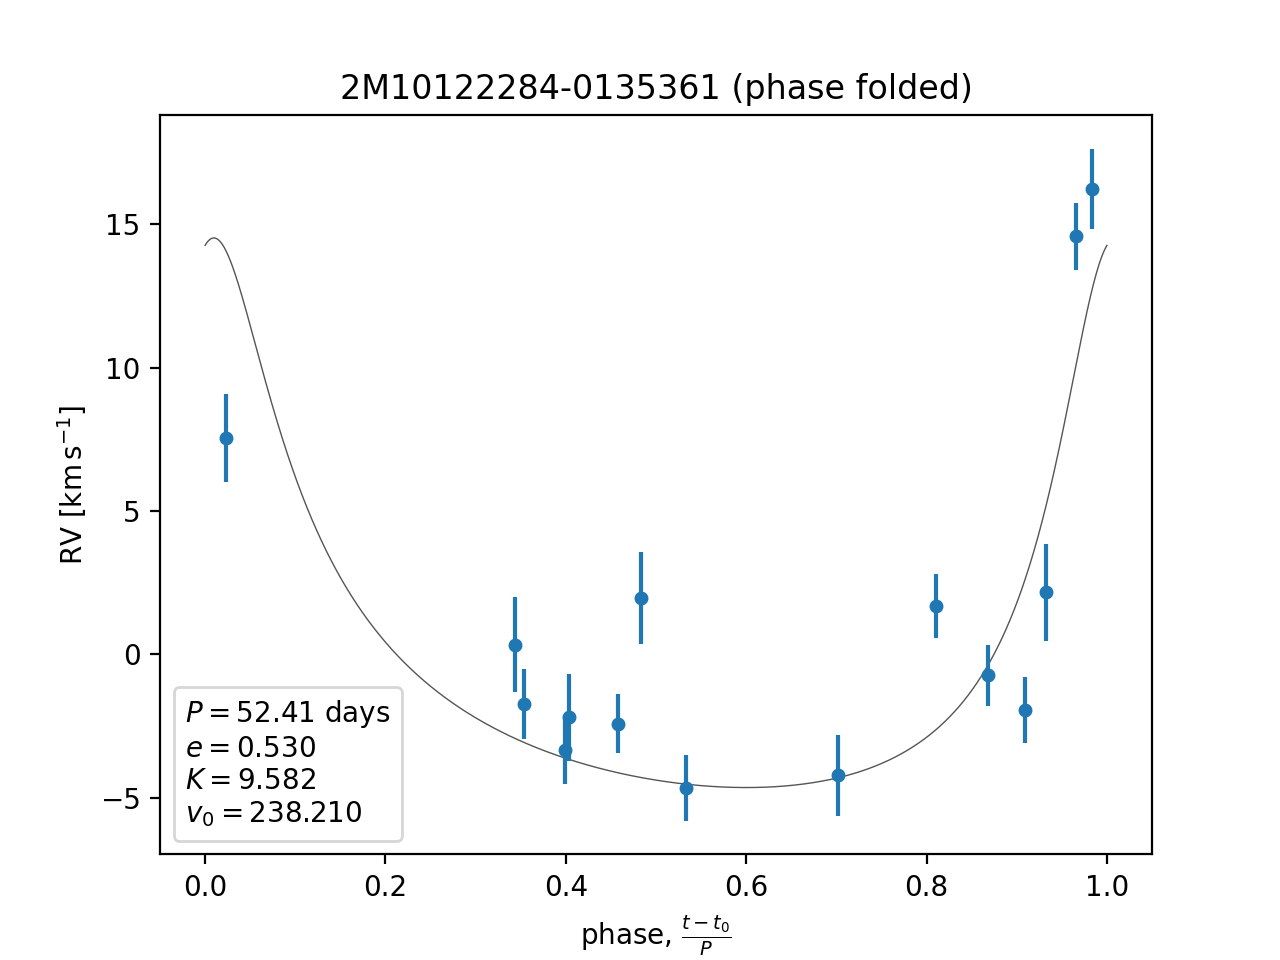 2M10122284-0135361 (phase folded)
RV [km s⁻¹]
15
10
5
0
−5
P = 52.41 days
e = 0.530
K = 9.582
v₀ = 238.210
0.0 0.2 0.4 0.6 0.8 1.0
phase, (t − t₀)/P